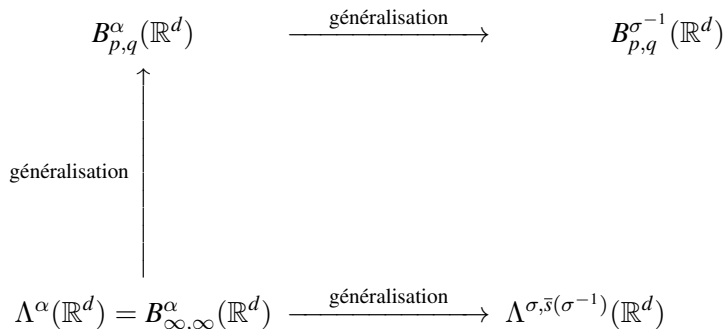 B^α_{p,q}(ℝ^d) généralisation B^{σ^{-1}}_{p,q}(ℝ^d)
généralisation
Λ^α(ℝ^d) = B^α_{∞,∞}(ℝ^d) généralisation Λ^{σ,s̄(σ^{-1})}(ℝ^d)